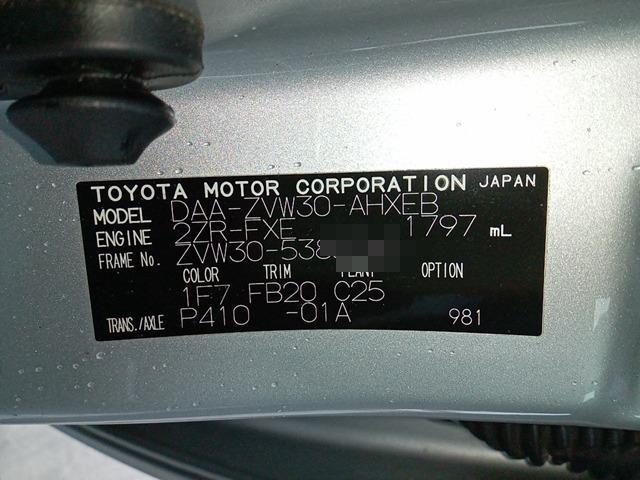 TOYOTA MOTOR CORPORATION JAPAN
MODEL DAA-ZVW30-AHXEB
ENGINE 2ZR-FXE 1797 mL
FRAME No. ZVW30-538
COLOR TRIM PLANT OPTION
1F7 FB20 C25
TRANS./AXLE P410 -01A 981